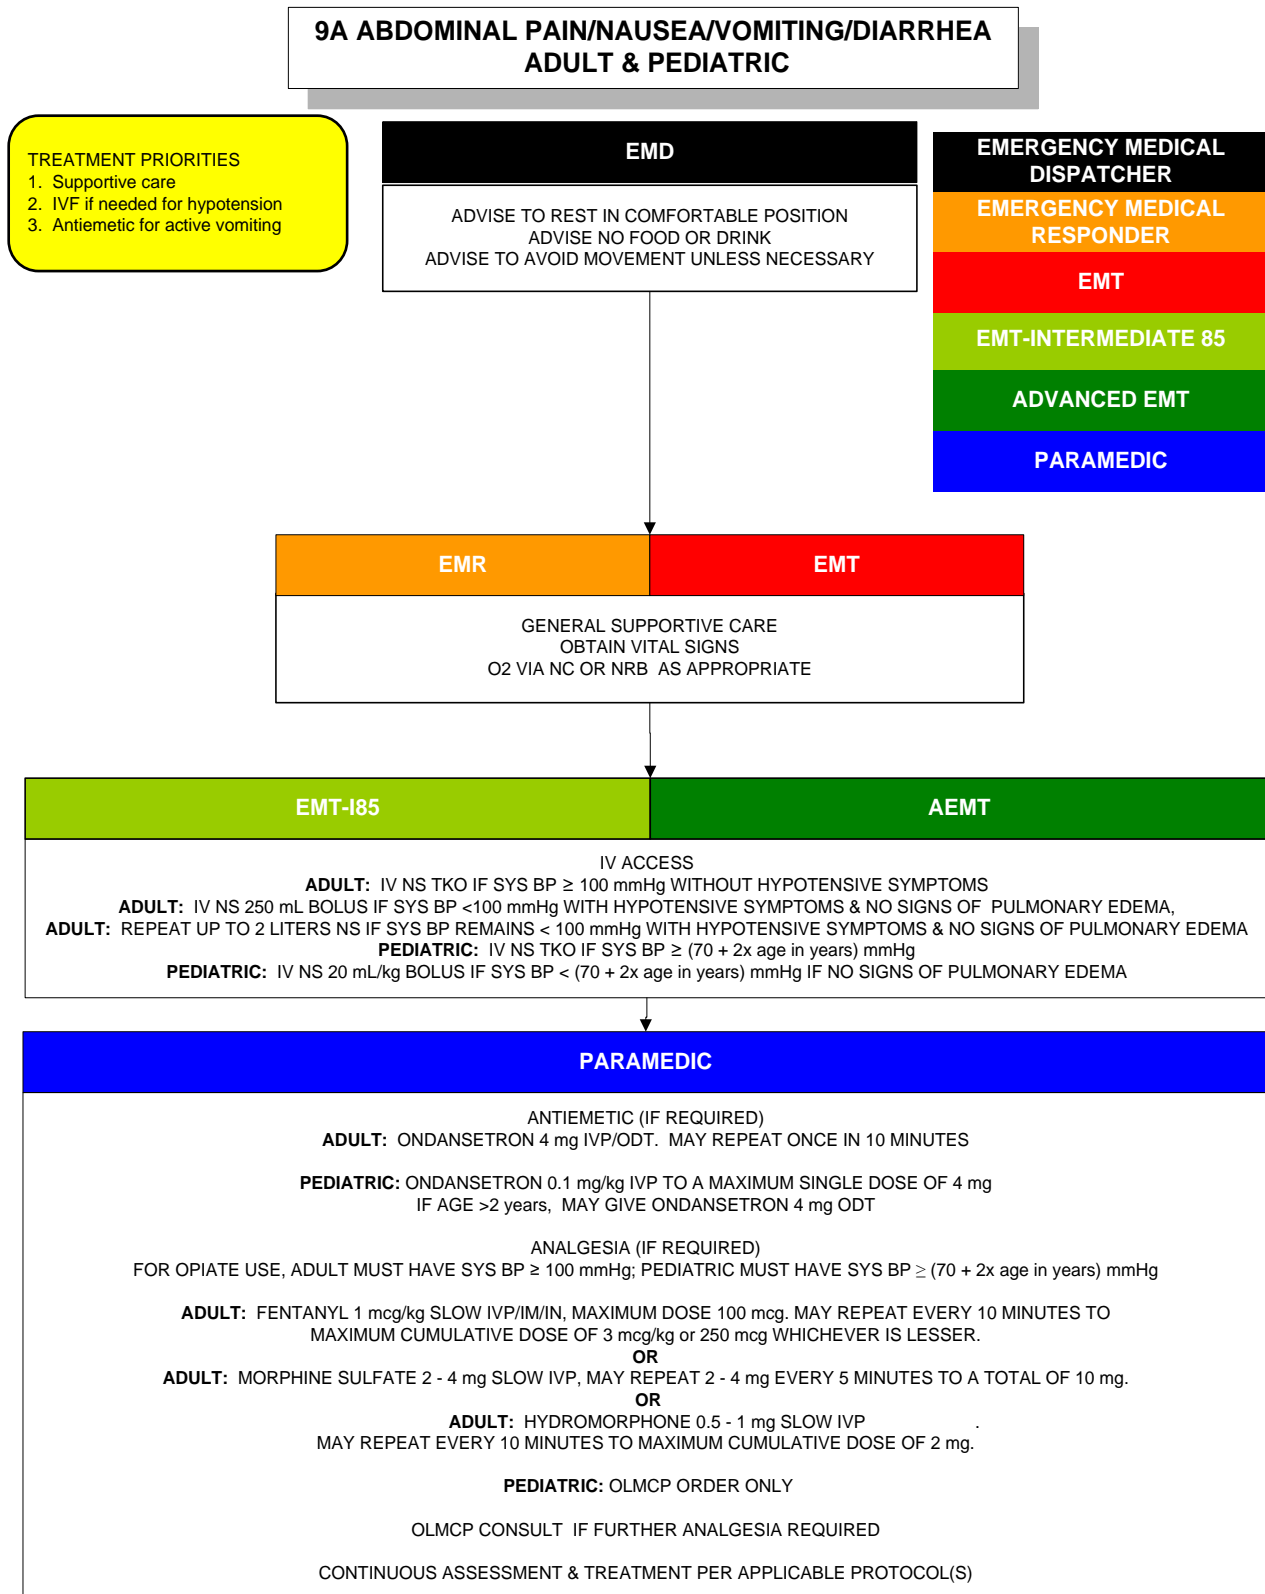 9A ABDOMINAL PAIN/NAUSEA/VOMITING/DIARRHEA
ADULT & PEDIATRIC
TREATMENT PRIORITIES
1. Supportive care
2. IVF if needed for hypotension
3. Antiemetic for active vomiting
EMD
ADVISE TO REST IN COMFORTABLE POSITION
ADVISE NO FOOD OR DRINK
ADVISE TO AVOID MOVEMENT UNLESS NECESSARY
EMERGENCY MEDICAL
DISPATCHER
EMERGENCY MEDICAL
RESPONDER
EMT
EMT-INTERMEDIATE 85
ADVANCED EMT
PARAMEDIC
EMR
EMT
GENERAL SUPPORTIVE CARE
OBTAIN VITAL SIGNS
O2 VIA NC OR NRB AS APPROPRIATE
EMT-I85
AEMT
IV ACCESS
ADULT: IV NS TKO IF SYS BP ≥ 100 mmHg WITHOUT HYPOTENSIVE SYMPTOMS
ADULT: IV NS 250 mL BOLUS IF SYS BP <100 mmHg WITH HYPOTENSIVE SYMPTOMS & NO SIGNS OF PULMONARY EDEMA,
ADULT: REPEAT UP TO 2 LITERS NS IF SYS BP REMAINS < 100 mmHg WITH HYPOTENSIVE SYMPTOMS & NO SIGNS OF PULMONARY EDEMA
PEDIATRIC: IV NS TKO IF SYS BP ≥ (70 + 2x age in years) mmHg
PEDIATRIC: IV NS 20 mL/kg BOLUS IF SYS BP < (70 + 2x age in years) mmHg IF NO SIGNS OF PULMONARY EDEMA
PARAMEDIC
ANTIEMETIC (IF REQUIRED)
ADULT: ONDANSETRON 4 mg IVP/ODT. MAY REPEAT ONCE IN 10 MINUTES
PEDIATRIC: ONDANSETRON 0.1 mg/kg IVP TO A MAXIMUM SINGLE DOSE OF 4 mg
IF AGE >2 years, MAY GIVE ONDANSETRON 4 mg ODT
ANALGESIA (IF REQUIRED)
FOR OPIATE USE, ADULT MUST HAVE SYS BP ≥ 100 mmHg; PEDIATRIC MUST HAVE SYS BP ≥ (70 + 2x age in years) mmHg
ADULT: FENTANYL 1 mcg/kg SLOW IVP/IM/IN, MAXIMUM DOSE 100 mcg. MAY REPEAT EVERY 10 MINUTES TO
MAXIMUM CUMULATIVE DOSE OF 3 mcg/kg or 250 mcg WHICHEVER IS LESSER.
OR
ADULT: MORPHINE SULFATE 2 - 4 mg SLOW IVP, MAY REPEAT 2 - 4 mg EVERY 5 MINUTES TO A TOTAL OF 10 mg.
OR
ADULT: HYDROMORPHONE 0.5 - 1 mg SLOW IVP .
MAY REPEAT EVERY 10 MINUTES TO MAXIMUM CUMULATIVE DOSE OF 2 mg.
PEDIATRIC: OLMCP ORDER ONLY
OLMCP CONSULT IF FURTHER ANALGESIA REQUIRED
CONTINUOUS ASSESSMENT & TREATMENT PER APPLICABLE PROTOCOL(S)